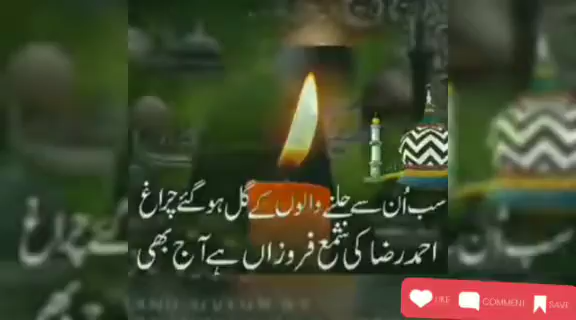 سب اُن سے جلنے والوں کے گل ہو گئے چراغ
احمد رضا کی شمع فروزاں ہے آج بھی
LIKE
COMMENT
SAVE